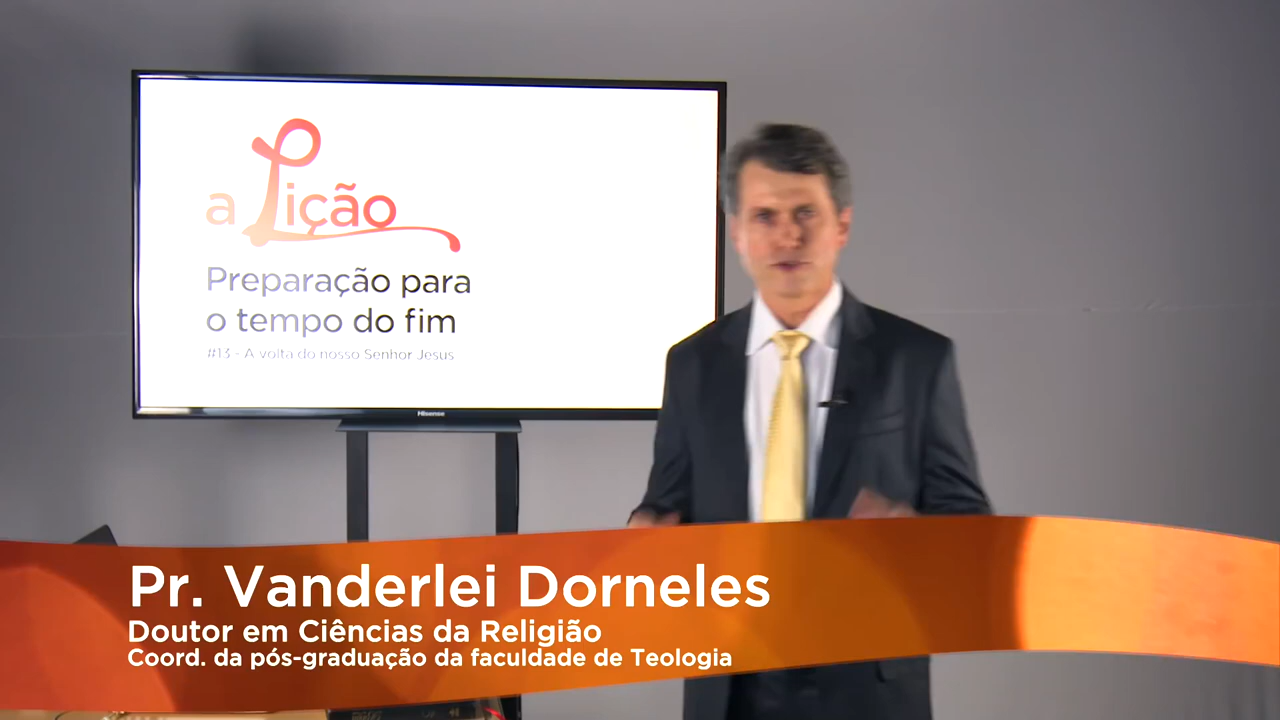 a Lição
Preparação para
o tempo do fim
#13 - A volta do nosso Senhor Jesus
Hisense
Pr. Vanderlei Dorneles
Doutor em Ciências da Religião
Coord. da pós-graduação da faculdade de Teologia